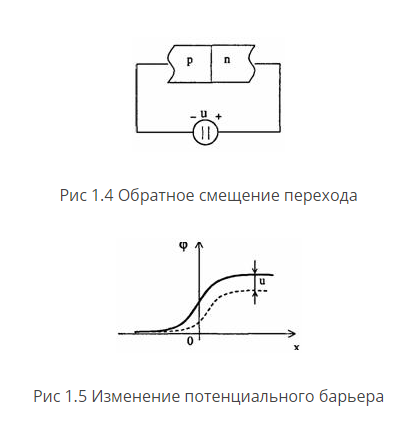 p n
- u +
Рис 1.4 Обратное смещение перехода
φ
u
0
x
Рис 1.5 Изменение потенциального барьера